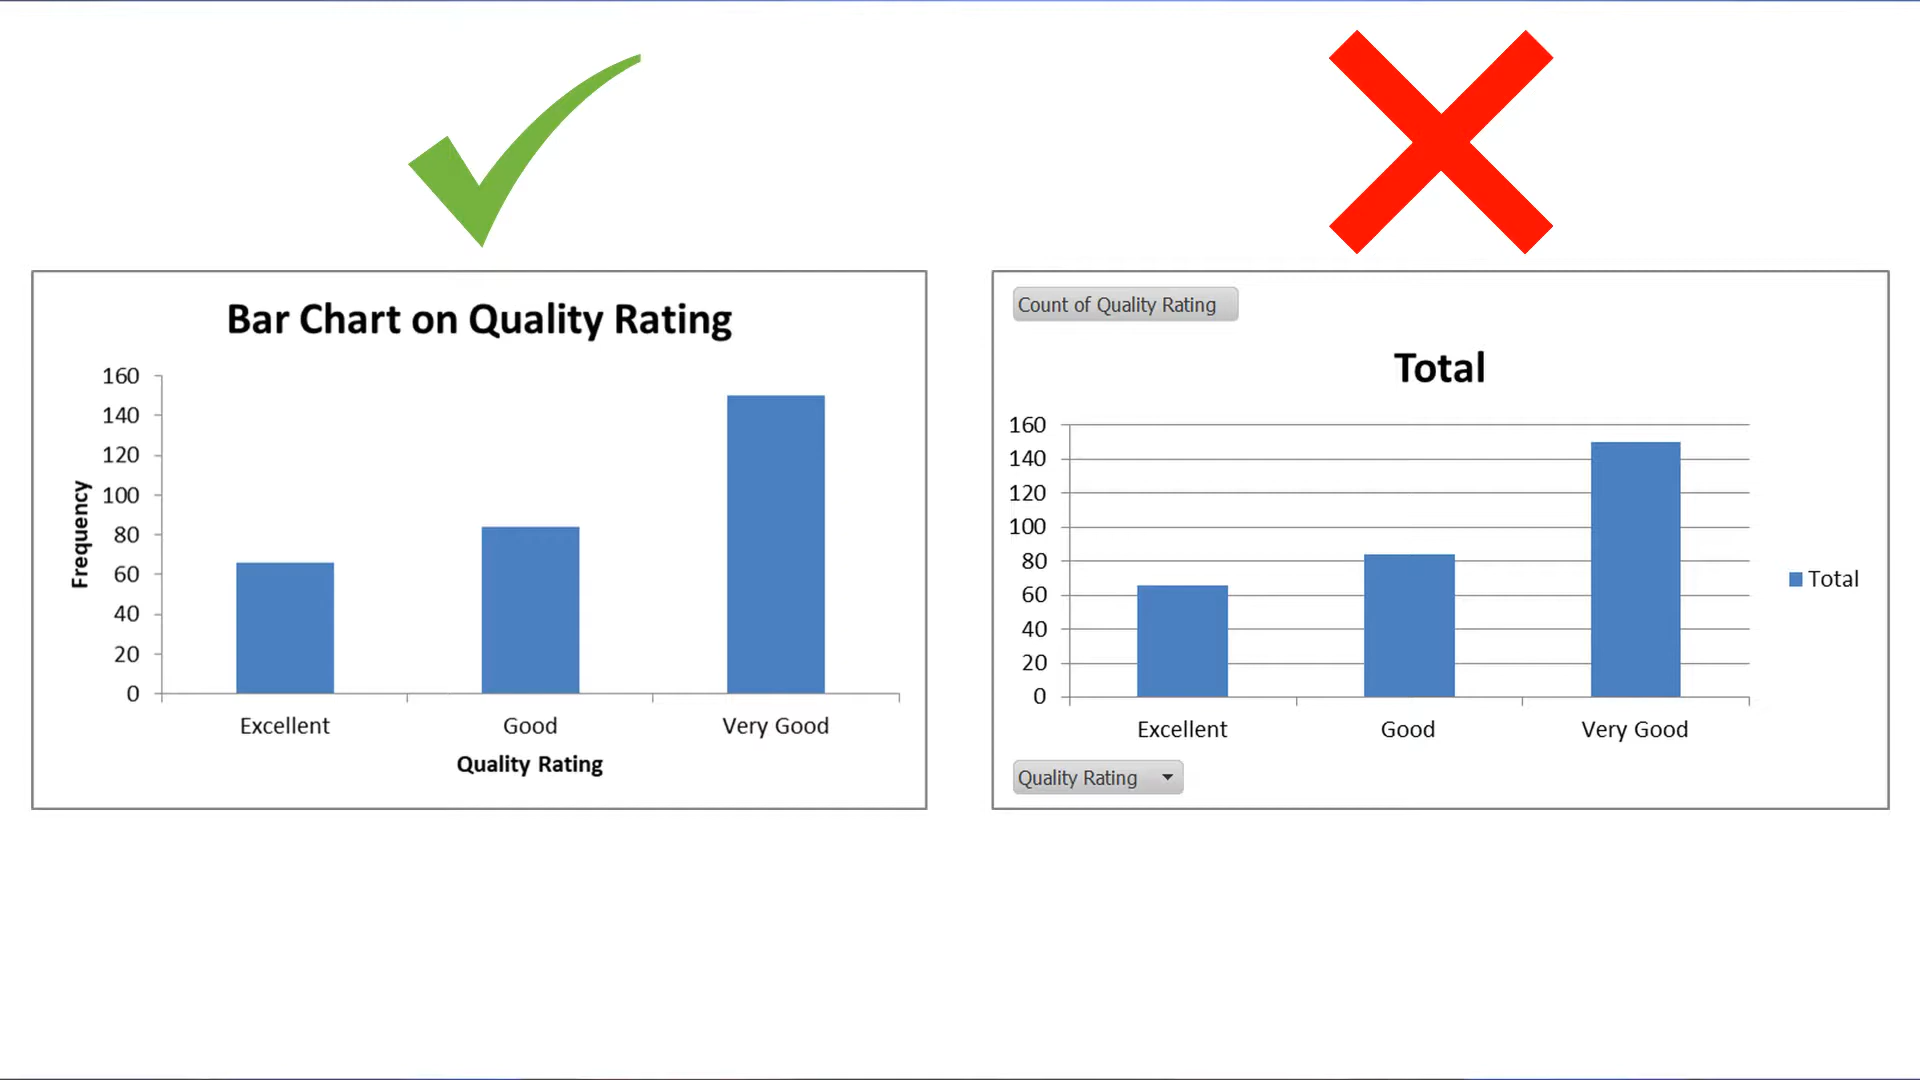 Bar Chart on Quality Rating
160
140
120
100
80
60
40
20
0
Frequency
Excellent Good Very Good
Quality Rating
Count of Quality Rating
Total
160
140
120
100
80
60
40
20
0
Excellent Good Very Good
Total
Quality Rating